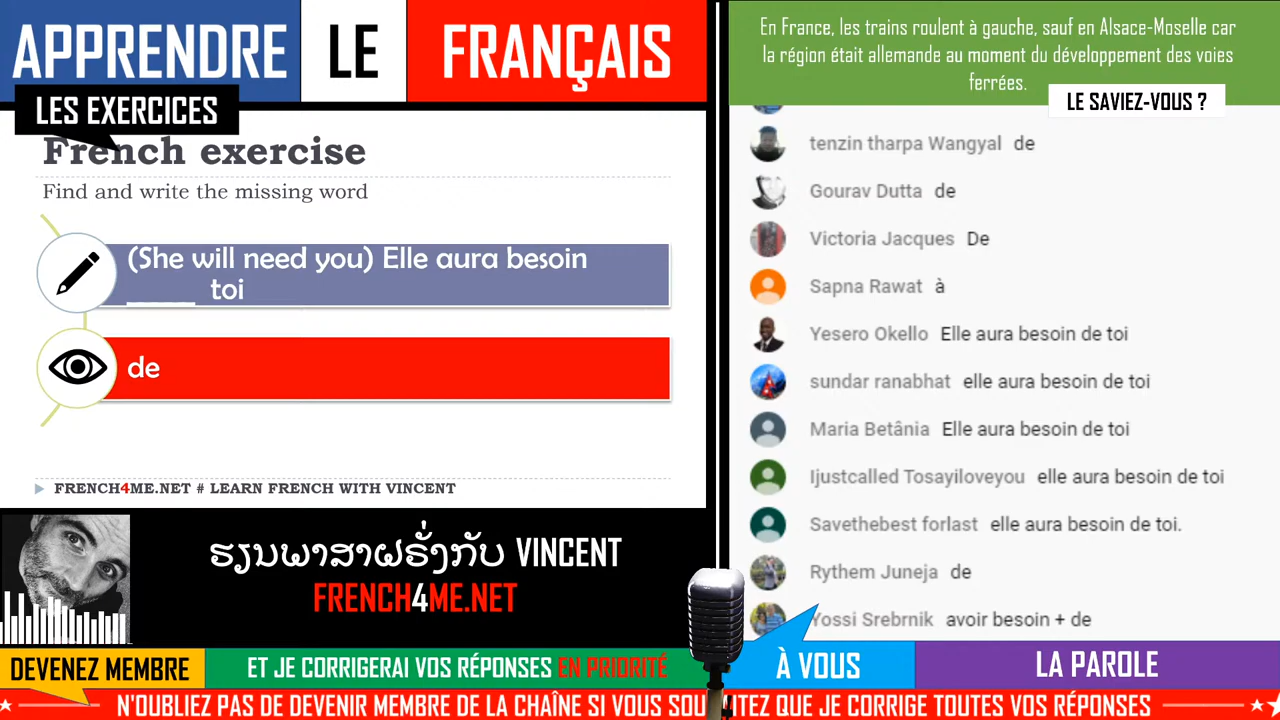 APPRENDRE LE FRANÇAIS
LES EXERCICES
French exercise
Find and write the missing word
(She will need you) Elle aura besoin
_____ toi
de
FRENCH4ME.NET # LEARN FRENCH WITH VINCENT
ຮຽນພາສາຝຣັ່ງກັບ VINCENT
FRENCH4ME.NET
DEVENEZ MEMBRE
ET JE CORRIGERAI VOS RÉPONSES EN PRIORITÉ
En France, les trains roulent à gauche, sauf en Alsace-Moselle car
la région était allemande au moment du développement des voies
ferrées.
LE SAVIEZ-VOUS ?
tenzin tharpa Wangyal de
Gourav Dutta de
Victoria Jacques De
Sapna Rawat à
Yesero Okello Elle aura besoin de toi
sundar ranabhat elle aura besoin de toi
Maria Betânia Elle aura besoin de toi
Ijustcalled Tosayiloveyou elle aura besoin de toi
Savethebest forlast elle aura besoin de toi.
Rythem Juneja de
Yossi Srebrnik avoir besoin + de
À VOUS
LA PAROLE
N'OUBLIEZ PAS DE DEVENIR MEMBRE DE LA CHAÎNE SI VOUS SOUHAITEZ QUE JE CORRIGE TOUTES VOS RÉPONSES